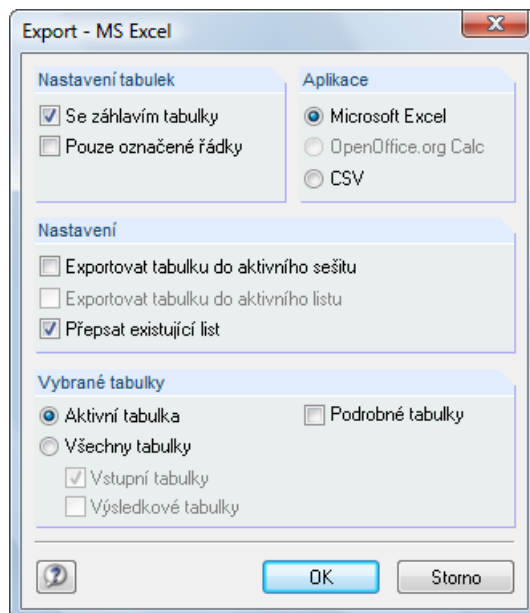 Export - MS Excel
Nastavení tabulek
Se záhlavím tabulky
Pouze označené řádky
Aplikace
Microsoft Excel
OpenOffice.org Calc
CSV
Nastavení
Exportovat tabulku do aktivního sešitu
Exportovat tabulku do aktivního listu
Přepsat existující list
Vybrané tabulky
Aktivní tabulka
Všechny tabulky
Vstupní tabulky
Výsledkové tabulky
Podrobné tabulky
OK
Storno